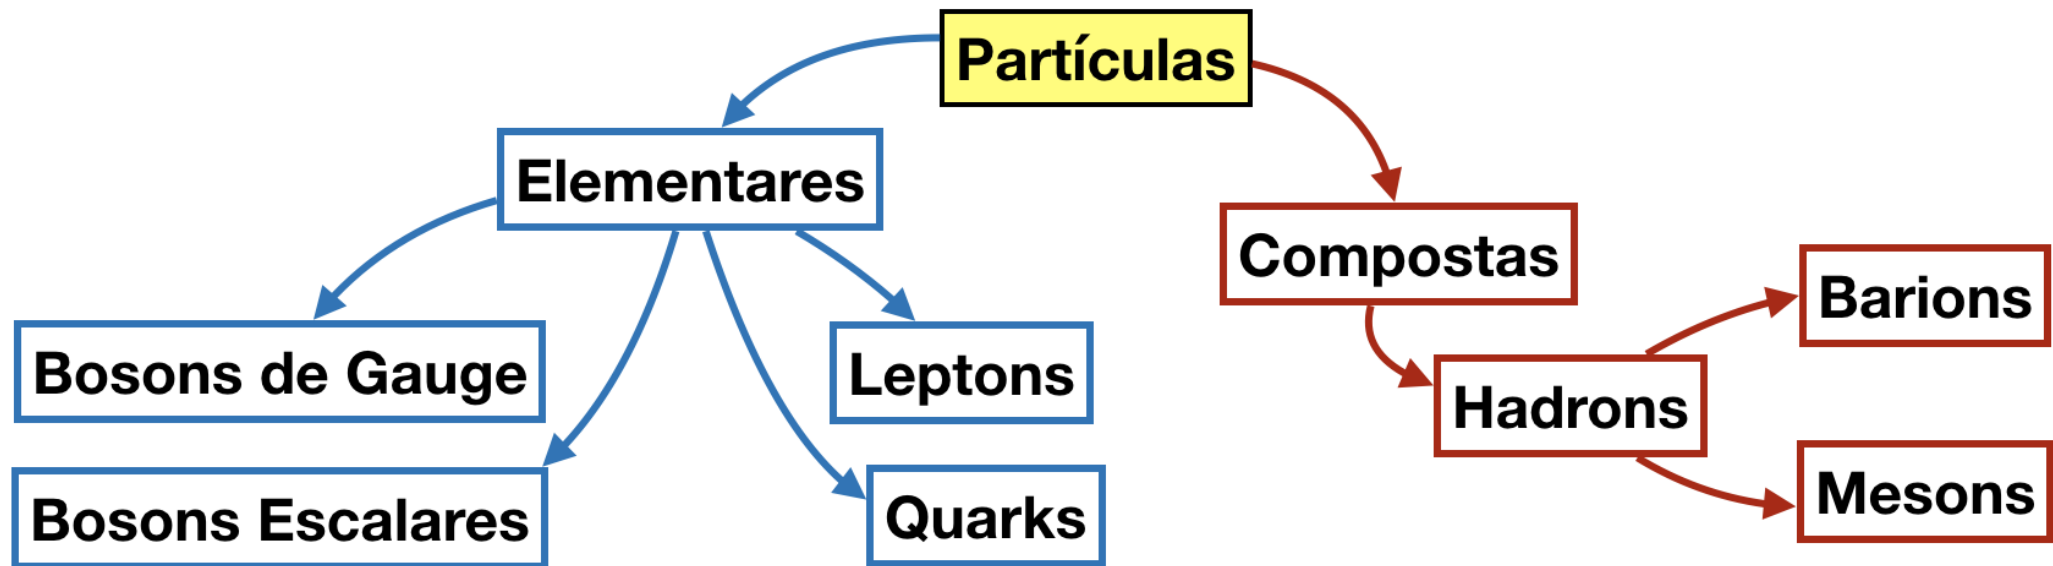 Partículas
Elementares
Compostas
Barions
Bosons de Gauge
Leptons
Hadrons
Bosons Escalares
Quarks
Mesons